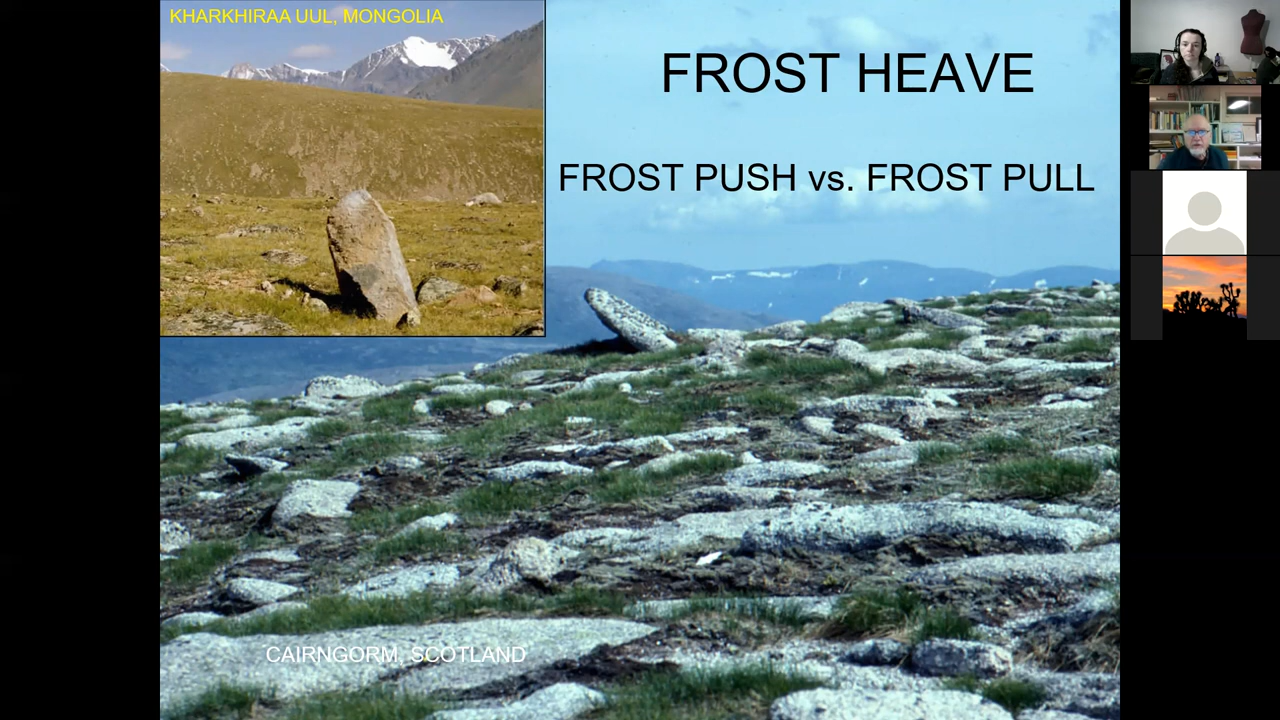 KHARKHIRAA UUL, MONGOLIA
FROST HEAVE
FROST PUSH vs. FROST PULL
CAIRNGORM, SCOTLAND